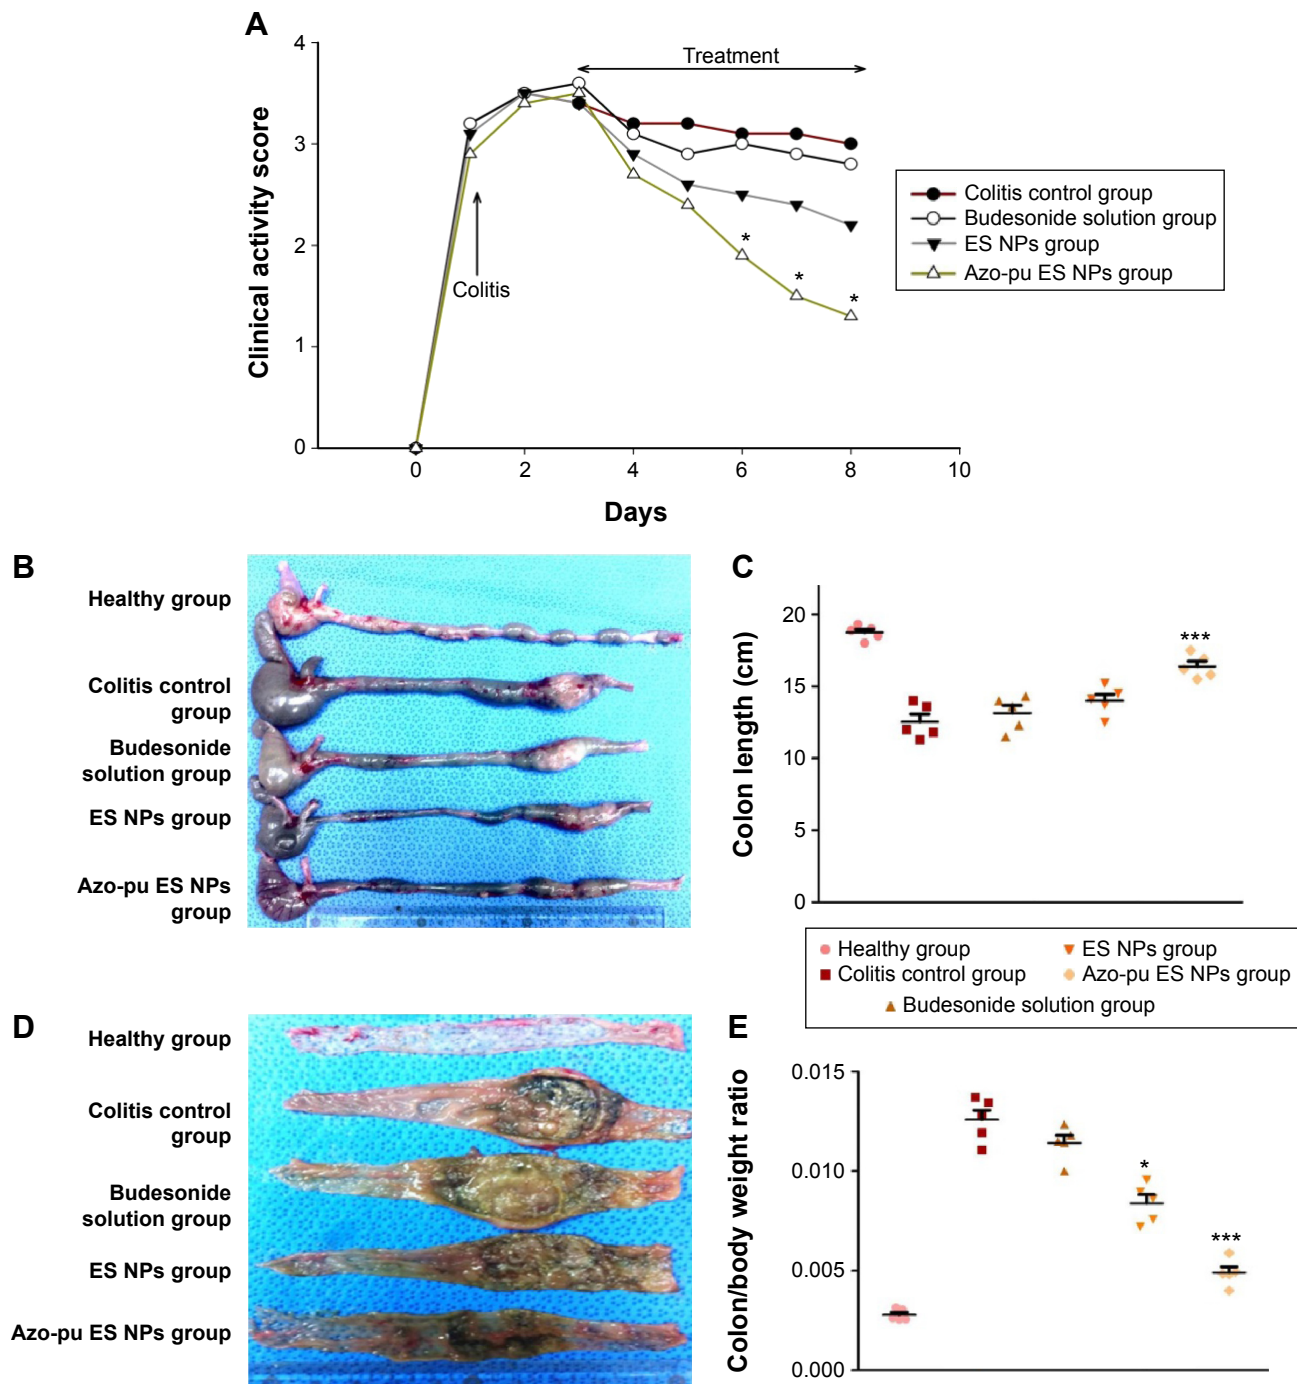 A
Clinical activity score
4
3
2
1
0
Treatment
Colitis
*
*
*
0 2 4 6 8 10
Days
Colitis control group
Budesonide solution group
ES NPs group
Azo-pu ES NPs group
B
Healthy group
Colitis control
group
Budesonide
solution group
ES NPs group
Azo-pu ES NPs
group
C
Colon length (cm)
20
15
10
5
0
***
Healthy group
ES NPs group
Colitis control group
Azo-pu ES NPs group
Budesonide solution group
D
Healthy group
Colitis control
group
Budesonide
solution group
ES NPs group
Azo-pu ES NPs group
E
Colon/body weight ratio
0.015
0.010
0.005
0.000
*
***